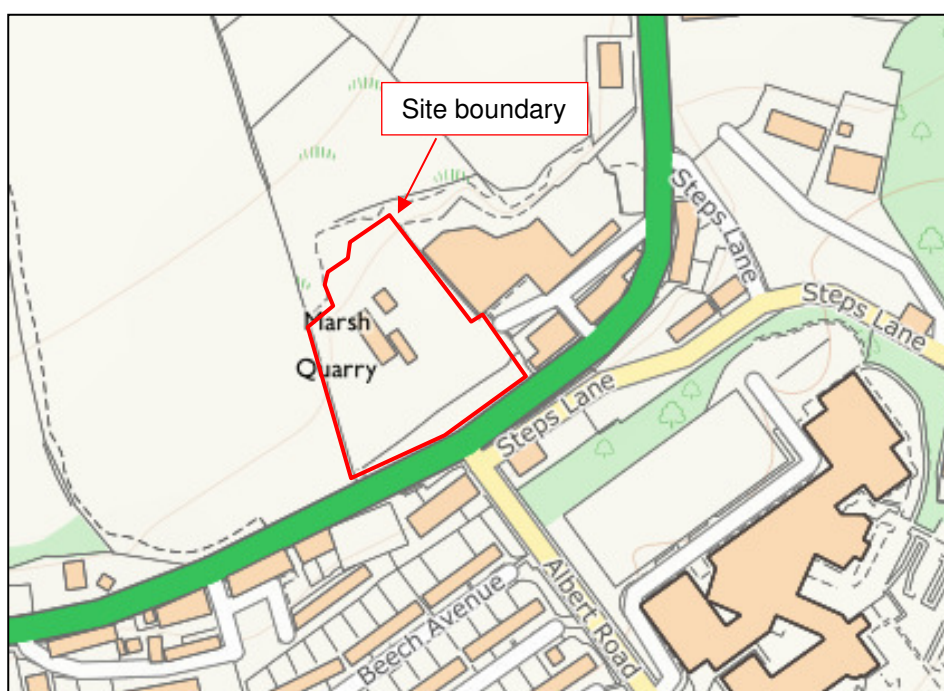 Site boundary
Steps Lane
Steps Lane
Marsh
Quarry
Steps Lane
Albert Road
Beech Avenue